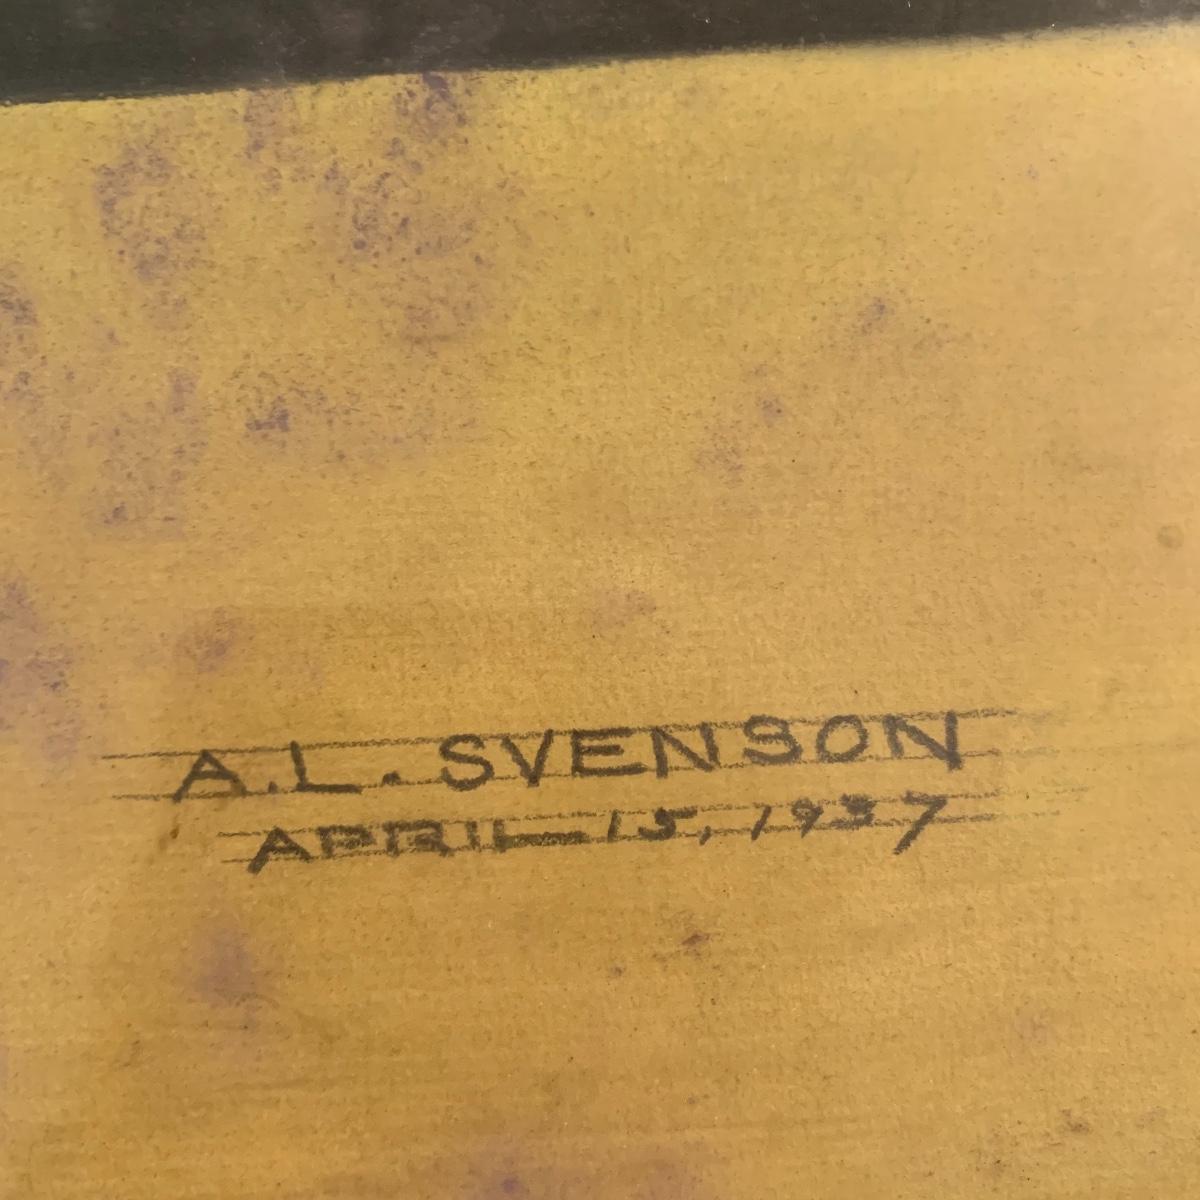 A.L. SVENSON
APRIL 15, 1937